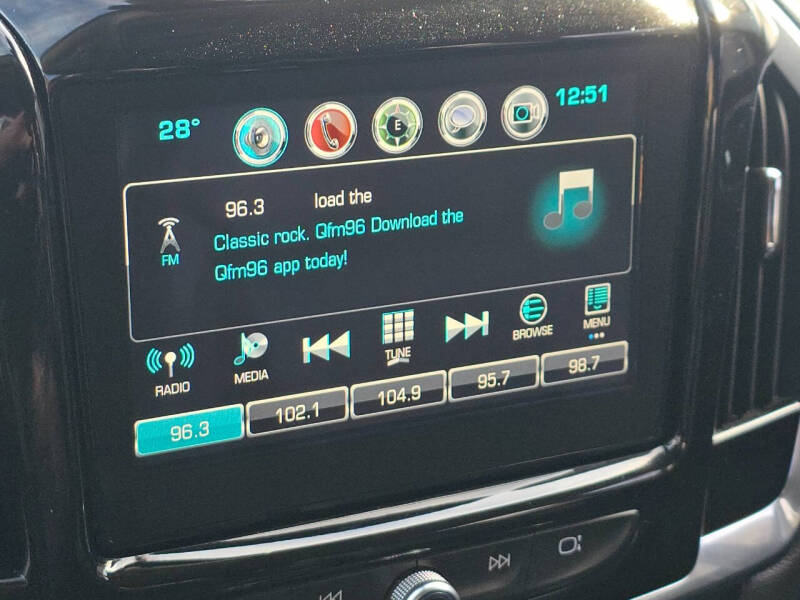 28°
E
12:51
96.3 load the
FM
Classic rock. Qfm96 Download the
Qfm96 app today!
RADIO
MEDIA
TUNE
BROWSE
MENU
96.3
102.1
104.9
95.7
98.7